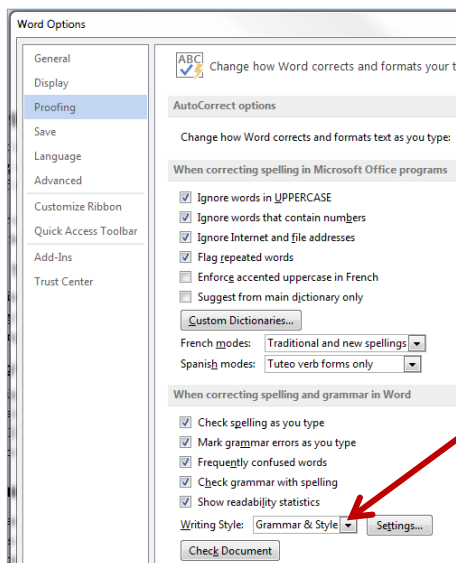 Word Options
General
Display
Proofing
Save
Language
Advanced
Customize Ribbon
Quick Access Toolbar
Add-Ins
Trust Center
ABC
Change how Word corrects and formats your t
AutoCorrect options
Change how Word corrects and formats text as you type:
When correcting spelling in Microsoft Office programs
Ignore words in UPPERCASE
Ignore words that contain numbers
Ignore Internet and file addresses
Flag repeated words
Enforce accented uppercase in French
Suggest from main dictionary only
Custom Dictionaries...
French modes: Traditional and new spellings
Spanish modes: Tuteo verb forms only
When correcting spelling and grammar in Word
Check spelling as you type
Mark grammar errors as you type
Frequently confused words
Check grammar with spelling
Show readability statistics
Writing Style: Grammar & Style Settings...
Check Document